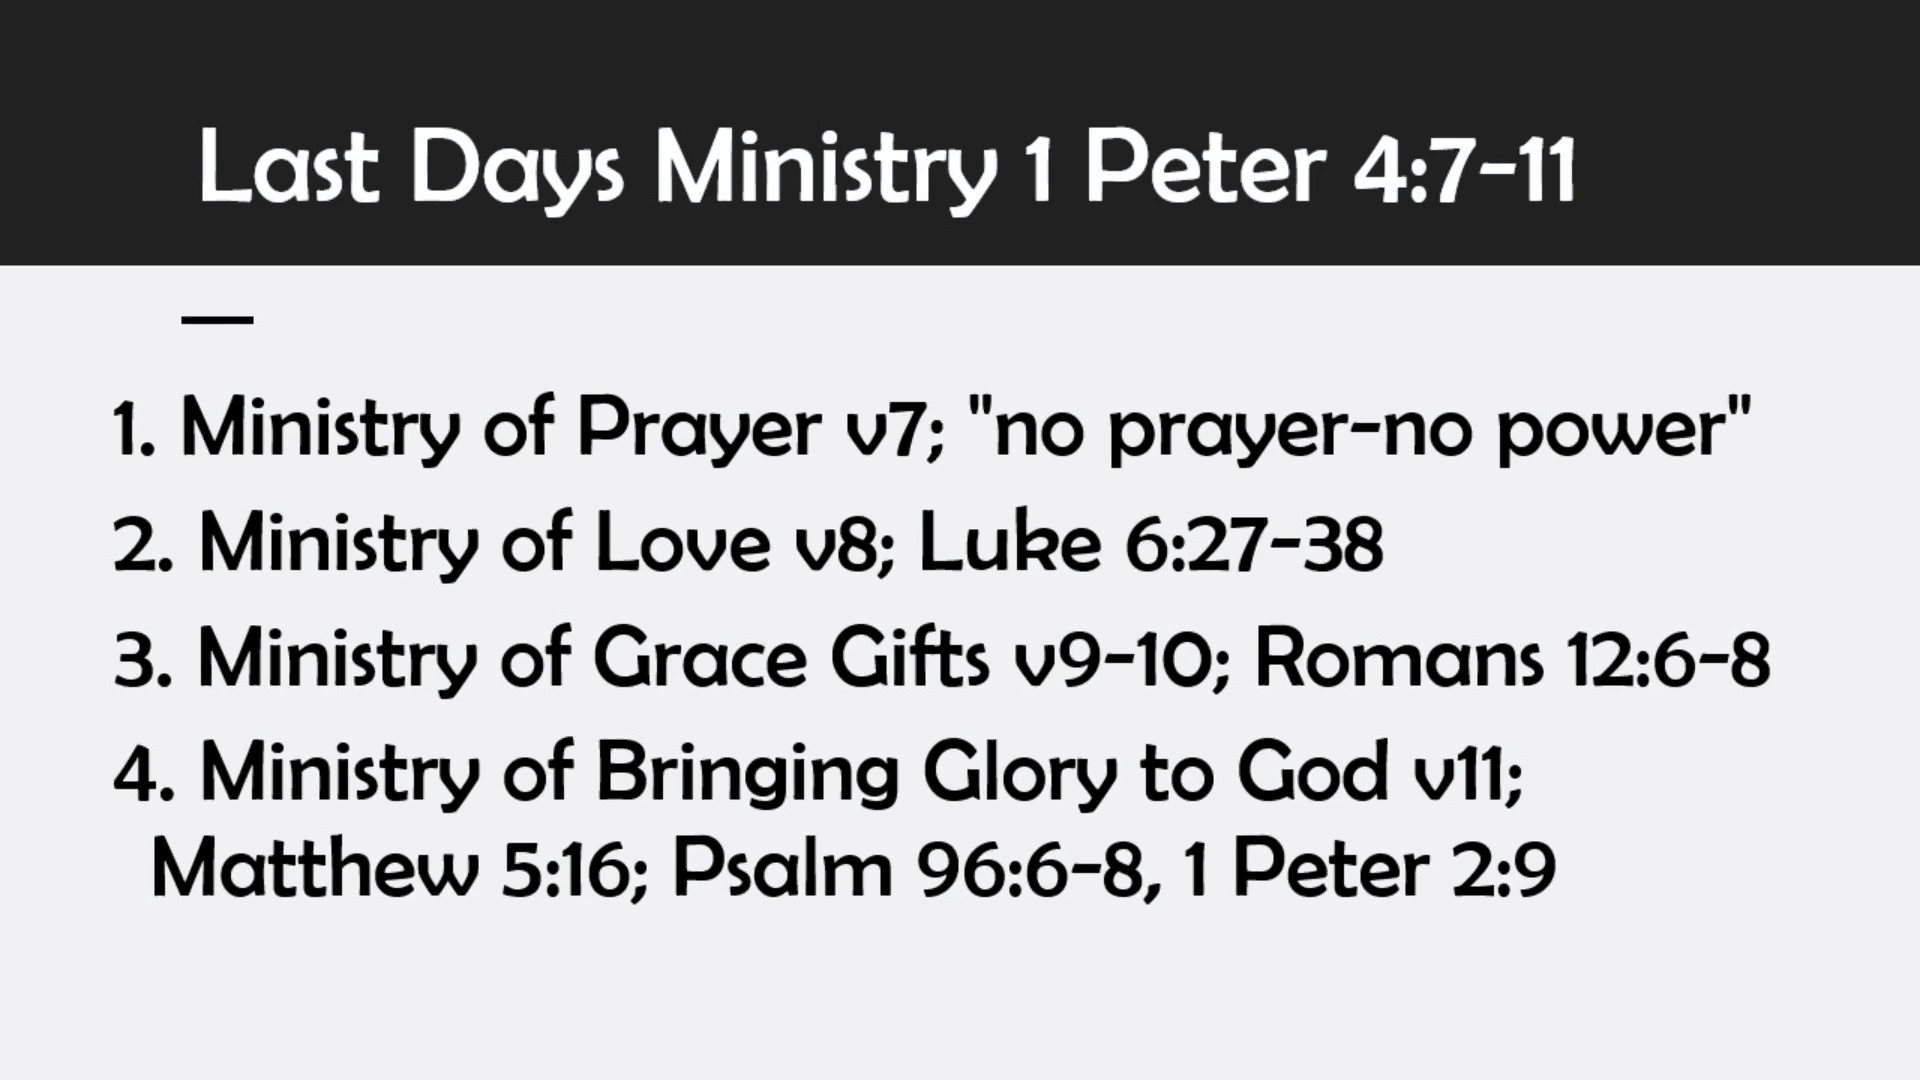 Last Days Ministry 1 Peter 4:7-11
1. Ministry of Prayer v7; "no prayer-no power"
2. Ministry of Love v8; Luke 6:27-38
3. Ministry of Grace Gifts v9-10; Romans 12:6-8
4. Ministry of Bringing Glory to God v11;
Matthew 5:16; Psalm 96:6-8, 1 Peter 2:9